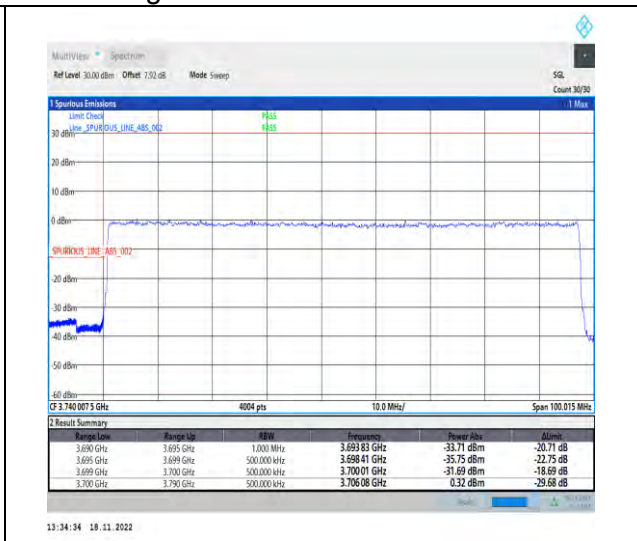 MultiView Spectrum
Ref Level 30.00 dBm Offset 7.92 dB Mode Sweep SGL
Count 30/30
1 Spurious Emissions 1 Max
Limit Check PASS
Line _SPURIOUS_LINE_ABS_002 PASS
30 dBm
20 dBm
10 dBm
0 dBm
_SPURIOUS_LINE_ABS_002
-20 dBm
-30 dBm
-40 dBm
-50 dBm
-60 dBm
CF 3.740 007 5 GHz 4004 pts 10.0 MHz/ Span 100.015 MHz
2 Result Summary
Range Low Range Up RBW Frequency Power Abs ΔLimit
3.690 GHz 3.695 GHz 1.000 MHz 3.693 83 GHz -33.71 dBm -20.71 dB
3.695 GHz 3.699 GHz 500.000 kHz 3.698 41 GHz -35.75 dBm -22.75 dB
3.699 GHz 3.700 GHz 500.000 kHz 3.700 01 GHz -31.69 dBm -18.69 dB
3.700 GHz 3.790 GHz 500.000 kHz 3.706 08 GHz 0.32 dBm -29.68 dB
13:34:34 18.11.2022